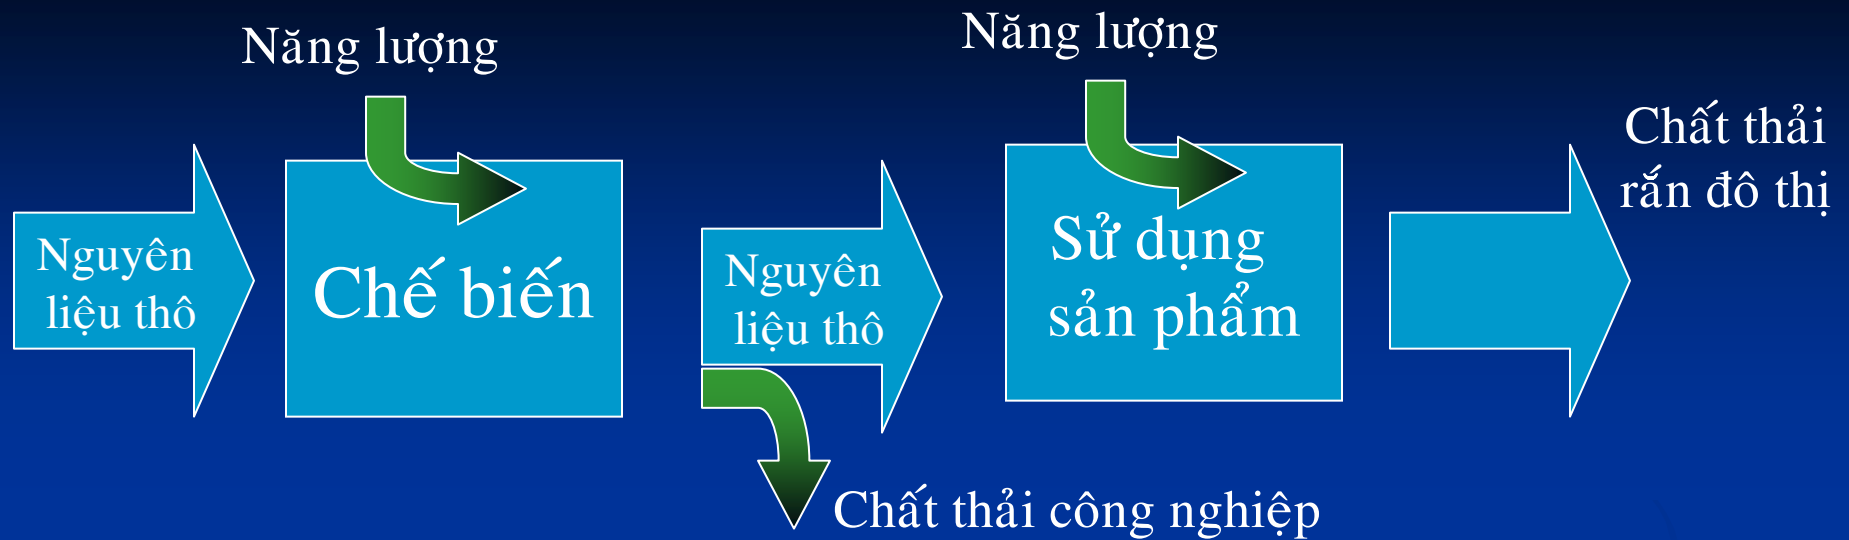 Năng lượng
Nguyên
liệu thô
Chế biến
Nguyên
liệu thô
Chất thải công nghiệp
Năng lượng
Sử dụng
sản phẩm
Chất thải
rắn đô thị